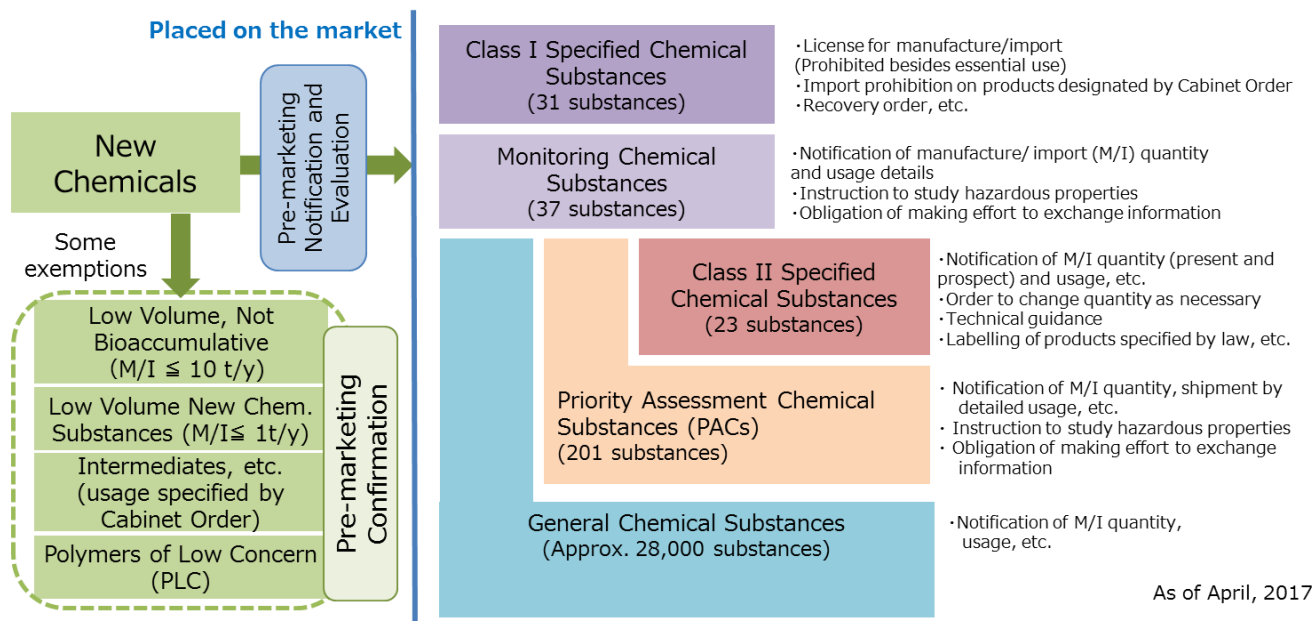 Placed on the market
New
Chemicals
Pre-marketing
Notification and
Evaluation
Some
exemptions
Low Volume, Not
Bioaccumulative
(M/I ≦ 10 t/y)
Low Volume New Chem.
Substances (M/I≦ 1t/y)
Intermediates, etc.
(usage specified by
Cabinet Order)
Polymers of Low Concern
(PLC)
Pre-marketing
Confirmation
Class I Specified Chemical
Substances
(31 substances)
・License for manufacture/import
(Prohibited besides essential use)
・Import prohibition on products designated by Cabinet Order
・Recovery order, etc.
Monitoring Chemical
Substances
(37 substances)
・Notification of manufacture/ import (M/I) quantity
and usage details
・Instruction to study hazardous properties
・Obligation of making effort to exchange information
Class II Specified
Chemical Substances
(23 substances)
・Notification of M/I quantity (present and
prospect) and usage, etc.
・Order to change quantity as necessary
・Technical guidance
・Labelling of products specified by law, etc.
Priority Assessment Chemical
Substances (PACs)
(201 substances)
・Notification of M/I quantity, shipment by
detailed usage, etc.
・Instruction to study hazardous properties
・Obligation of making effort to exchange
information
General Chemical Substances
(Approx. 28,000 substances)
・Notification of M/I quantity,
usage, etc.
As of April, 2017